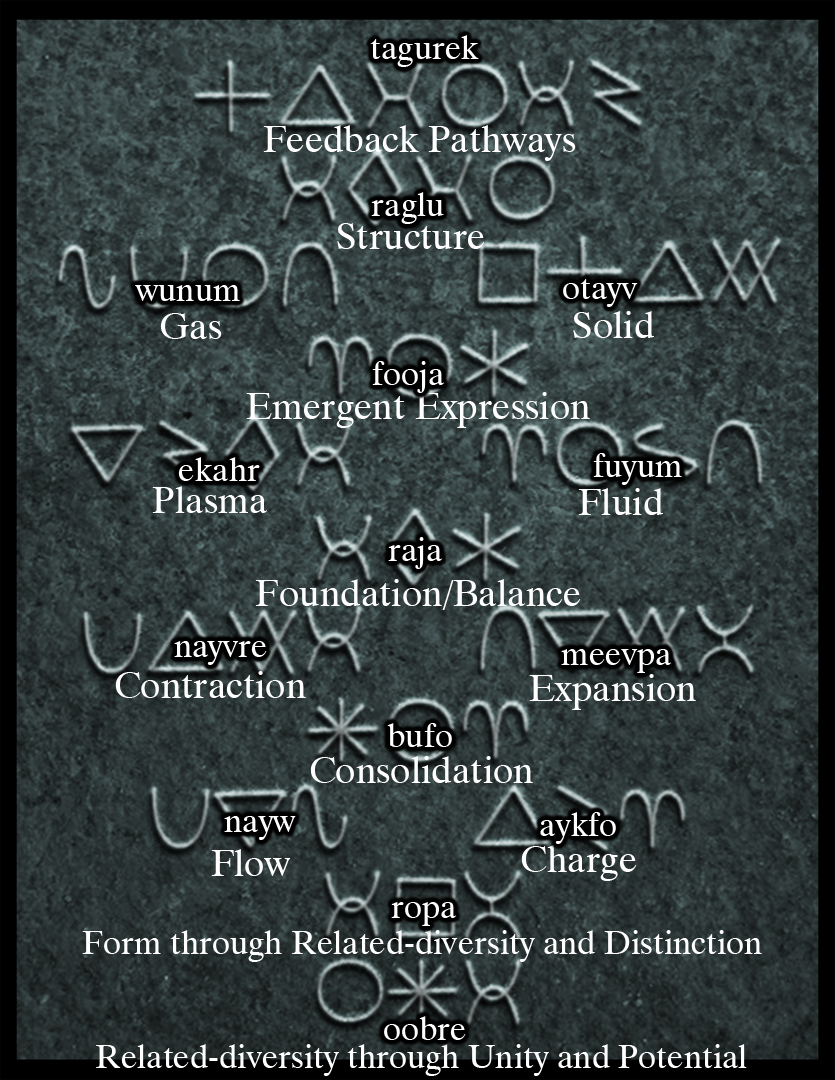 tagurek
Feedback Pathways
raglu
Structure
wunum otayv
Gas Solid
fooja
Emergent Expression
ekahr fuyum
Plasma Fluid
raja
Foundation/Balance
nayvre meevpa
Contraction Expansion
bufo
Consolidation
nayw aykfo
Flow Charge
ropa
Form through Related-diversity and Distinction
oobre
Related-diversity through Unity and Potential